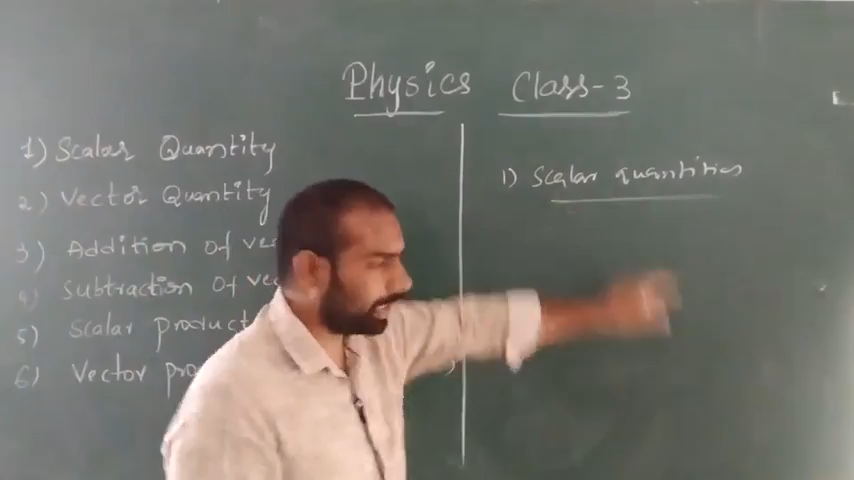 Physics Class-3
1) Scalar Quantity
2) Vector Quantity
3) Addition of
4) Subtraction of
5) Scalar product
6) Vector
1) Scalar quantities